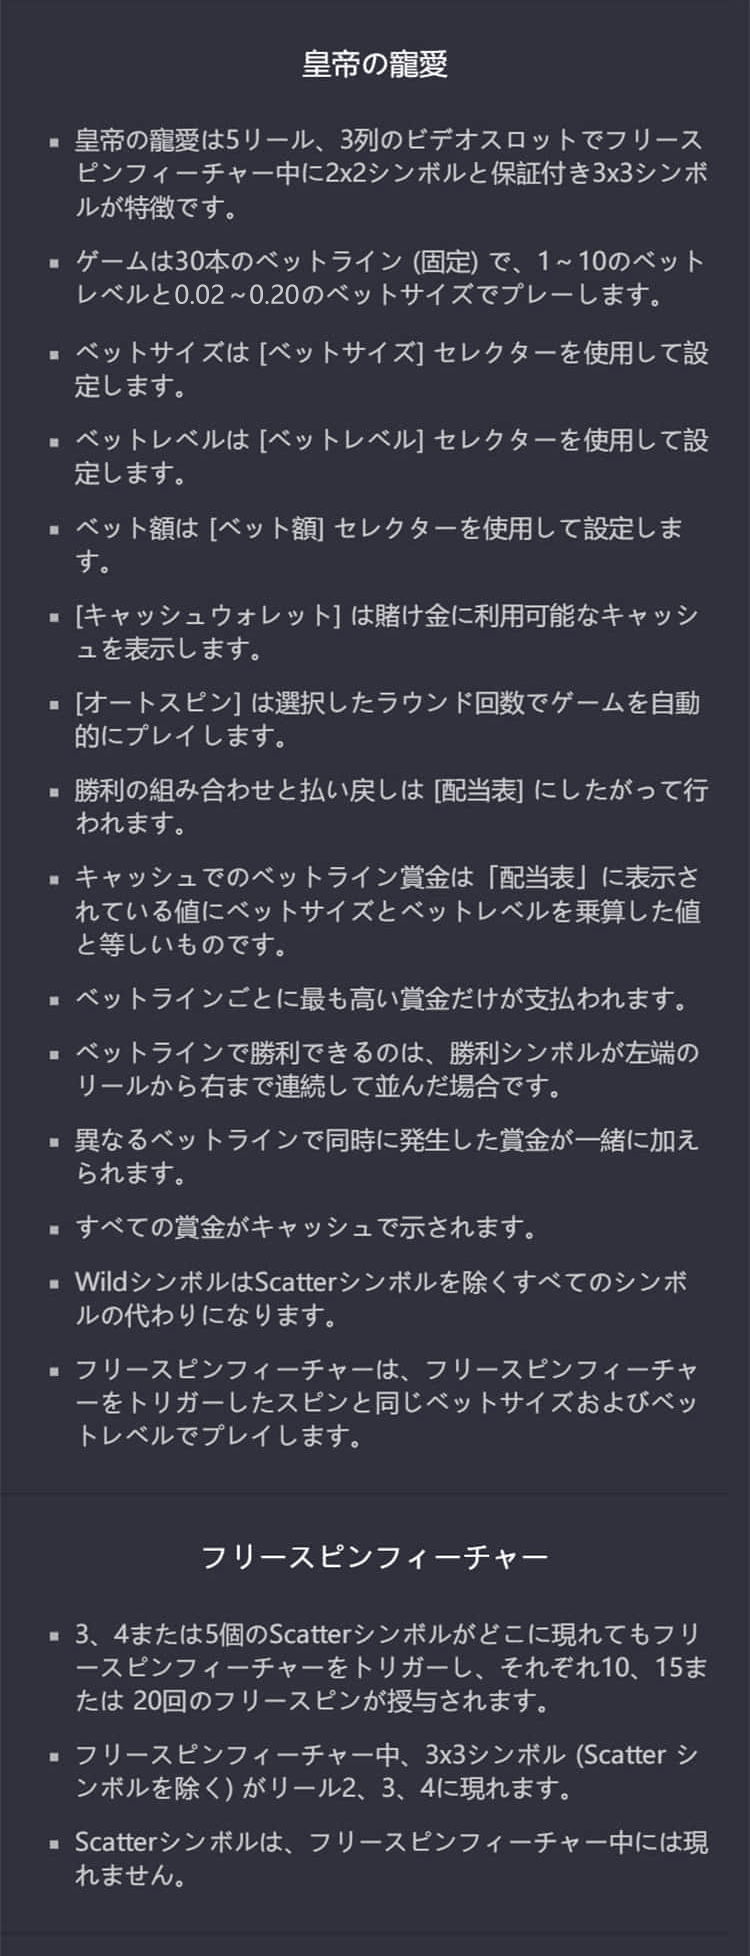 皇帝の寵愛
▪ 皇帝の寵愛は5リール、3列のビデオスロットでフリース
ピンフィーチャー中に2x2シンボルと保証付き3x3シンボ
ルが特徴です。
▪ ゲームは30本のベットライン (固定) で、1～10のベット
レベルと0.02～0.20のベットサイズでプレーします。
▪ ベットサイズは [ベットサイズ] セレクターを使用して設
定します。
▪ ベットレベルは [ベットレベル] セレクターを使用して設
定します。
▪ ベット額は [ベット額] セレクターを使用して設定しま
す。
▪ [キャッシュウォレット] は賭け金に利用可能なキャッシ
ュを表示します。
▪ [オートスピン] は選択したラウンド回数でゲームを自動
的にプレイします。
▪ 勝利の組み合わせと払い戻しは [配当表] にしたがって行
われます。
▪ キャッシュでのベットライン賞金は「配当表」に表示さ
れている値にベットサイズとベットレベルを乗算した値
と等しいものです。
▪ ベットラインごとに最も高い賞金だけが支払われます。
▪ ベットラインで勝利できるのは、勝利シンボルが左端の
リールから右まで連続して並んだ場合です。
▪ 異なるベットラインで同時に発生した賞金が一緒に加え
られます。
▪ すべての賞金がキャッシュで示されます。
▪ WildシンボルはScatterシンボルを除くすべてのシンボ
ルの代わりになります。
▪ フリースピンフィーチャーは、フリースピンフィーチャ
ーをトリガーしたスピンと同じベットサイズおよびベッ
トレベルでプレイします。
フリースピンフィーチャー
▪ 3、4または5個のScatterシンボルがどこに現れてもフリ
ースピンフィーチャーをトリガーし、それぞれ10、15ま
たは 20回のフリースピンが授与されます。
▪ フリースピンフィーチャー中、3x3シンボル (Scatter シ
ンボルを除く) がリール2、3、4に現れます。
▪ Scatterシンボルは、フリースピンフィーチャー中には現
れません。